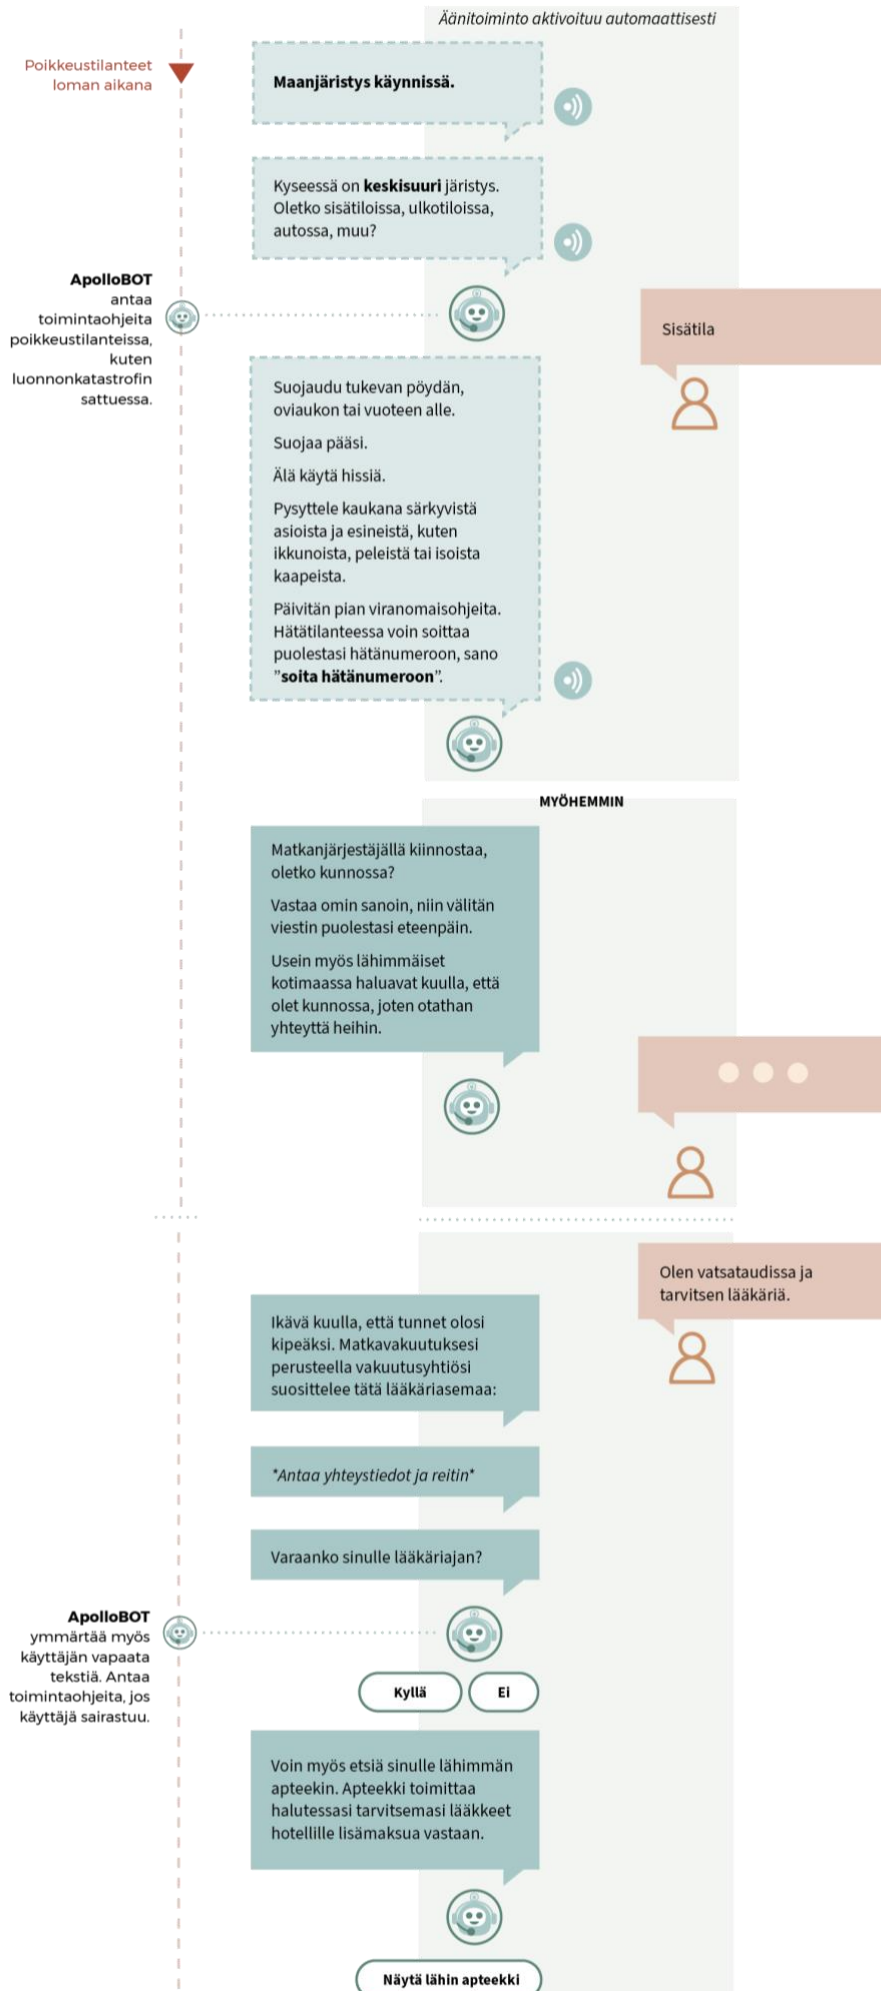 Äänitoiminto aktivoituu automaattisesti
Poikkeustilanteet
loman aikana
Maanjäristys käynnissä.
Kyseessä on keskisuuri järistys.
Oletko sisätiloissa, ulkotiloissa,
autossa, muu?
ApolloBOT
antaa
toimintaohjeita
poikkeustilanteissa,
kuten
luonnonkatastrofin
sattuessa.
Sisätila
Suojaudu tukevan pöydän,
oviaukon tai vuoteen alle.
Suojaa pääsi.
Älä käytä hissiä.
Pysyttele kaukana särkyvistä
asioista ja esineistä, kuten
ikkunoista, peleistä tai isoista
kaapeista.
Päivitän pian viranomaisohjeita.
Hätätilanteessa voin soittaa
puolestasi hätänumeroon, sano
”soita hätänumeroon”.
MYÖHEMMIN
Matkanjärjestäjällä kiinnostaa,
oletko kunnossa?
Vastaa omin sanoin, niin välitän
viestin puolestasi eteenpäin.
Usein myös lähimmäiset
kotimaassa haluavat kuulla, että
olet kunnossa, joten otathan
yhteyttä heihin.
Olen vatsataudissa ja
tarvitsen lääkäriä.
Ikävä kuulla, että tunnet olosi
kipeäksi. Matkavakuutuksesi
perusteella vakuutusyhtiösi
suosittelee tätä lääkäriasemaa:
*Antaa yhteystiedot ja reitin*
Varaanko sinulle lääkäriajan?
ApolloBOT
ymmärtää myös
käyttäjän vapaata
tekstiä. Antaa
toimintaohjeita, jos
käyttäjä sairastuu.
Kyllä
Ei
Voin myös etsiä sinulle lähimmän
apteekin. Apteekki toimittaa
halutessasi tarvitsemasi lääkkeet
hotellille lisämaksua vastaan.
Näytä lähin apteekki